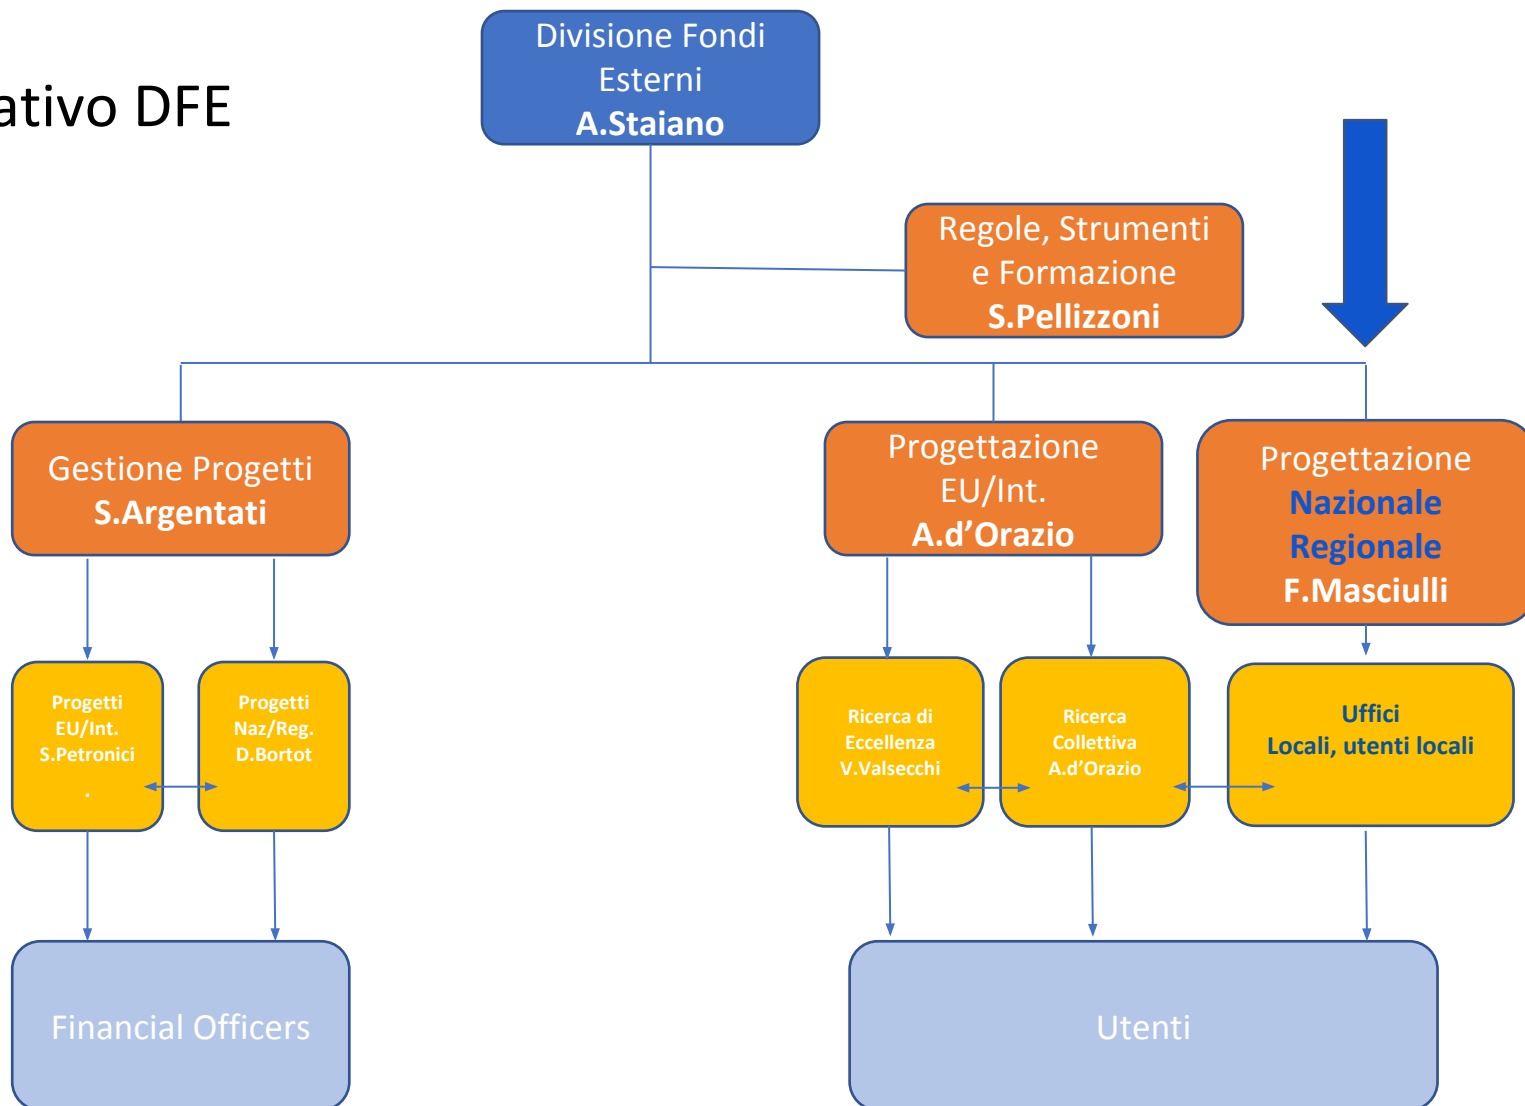 ativo DFE
Divisione Fondi
Esterni
A.Staiano
Regole, Strumenti
e Formazione
S.Pellizzoni
Gestione Progetti
S.Argentati
Progettazione
EU/Int.
A.d’Orazio
Progettazione
Nazionale
Regionale
F.Masciulli
Progetti
EU/Int.
S.Petronici
.
Progetti
Naz/Reg.
D.Bortot
Ricerca di
Eccellenza
V.Valsecchi
Ricerca
Collettiva
A.d’Orazio
Uffici
Locali, utenti locali
Financial Officers
Utenti